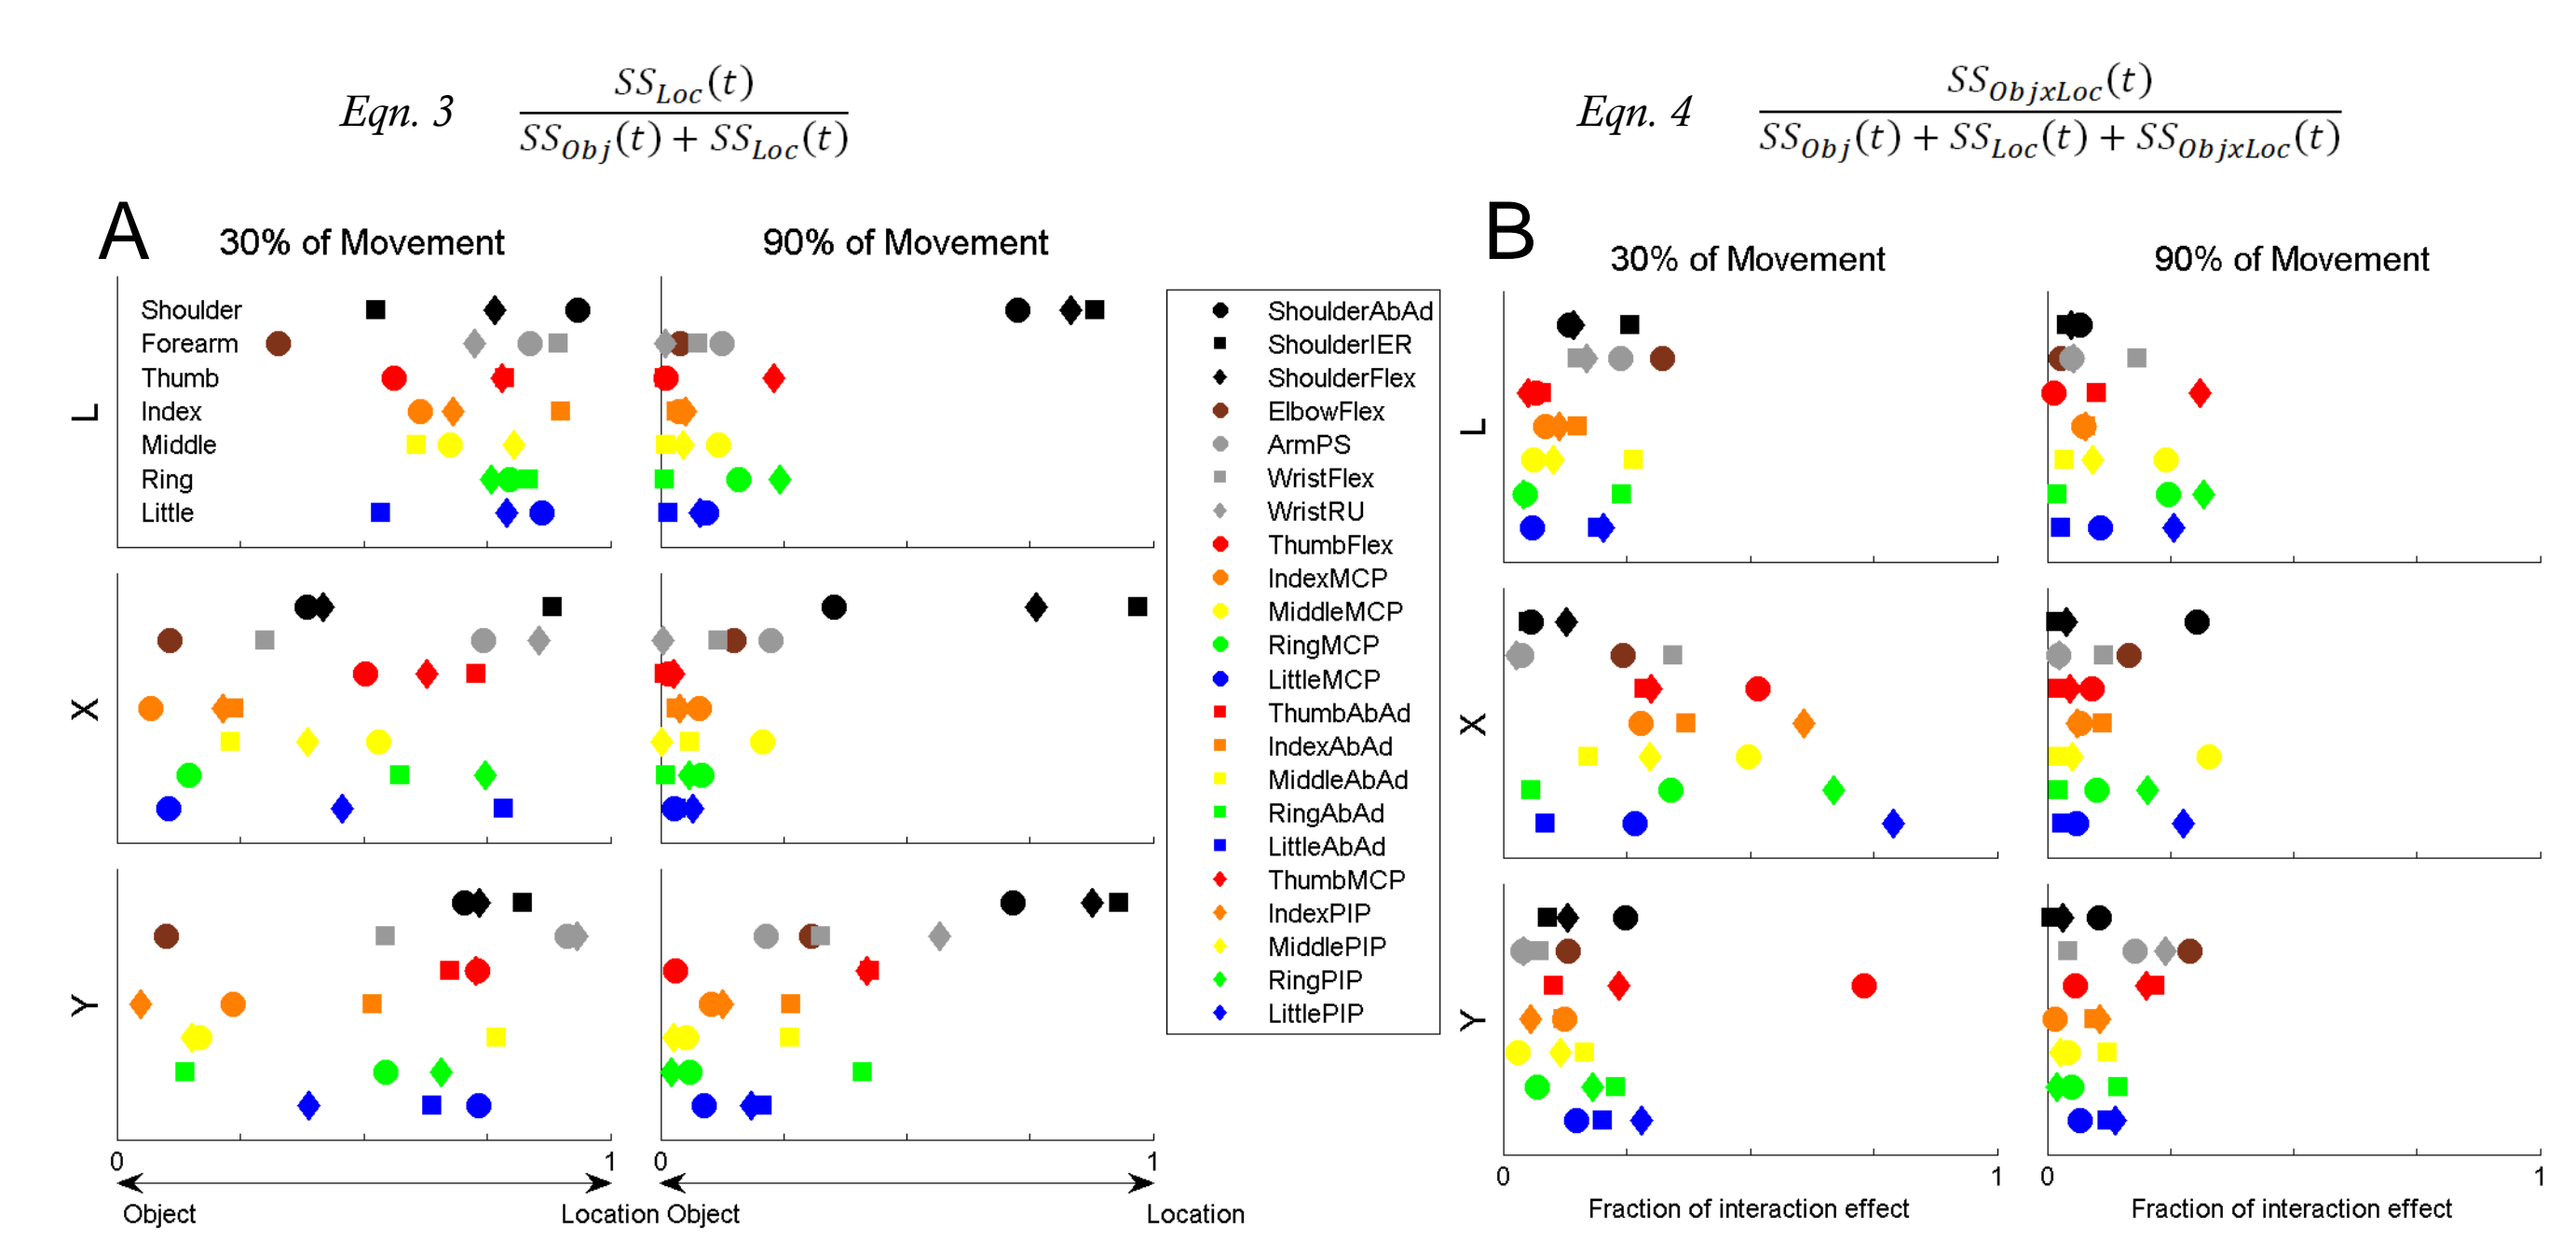 Eqn. 3 SS_Loc(t) / SS_Obj(t) + SS_Loc(t)
Eqn. 4 SS_ObjxLoc(t) / SS_Obj(t) + SS_Loc(t) + SS_ObjxLoc(t)
A
30% of Movement
90% of Movement
L
Shoulder
Forearm
Thumb
Index
Middle
Ring
Little
X
Y
0 1
0 1
Object
Location
Object
Location
ShoulderAbAd
ShoulderIER
ShoulderFlex
ElbowFlex
ArmPS
WristFlex
WristRU
ThumbFlex
IndexMCP
MiddleMCP
RingMCP
LittleMCP
ThumbAbAd
IndexAbAd
MiddleAbAd
RingAbAd
LittleAbAd
ThumbMCP
IndexPIP
MiddlePIP
RingPIP
LittlePIP
B
30% of Movement
90% of Movement
L
X
Y
0 1
0 1
Fraction of interaction effect
Fraction of interaction effect